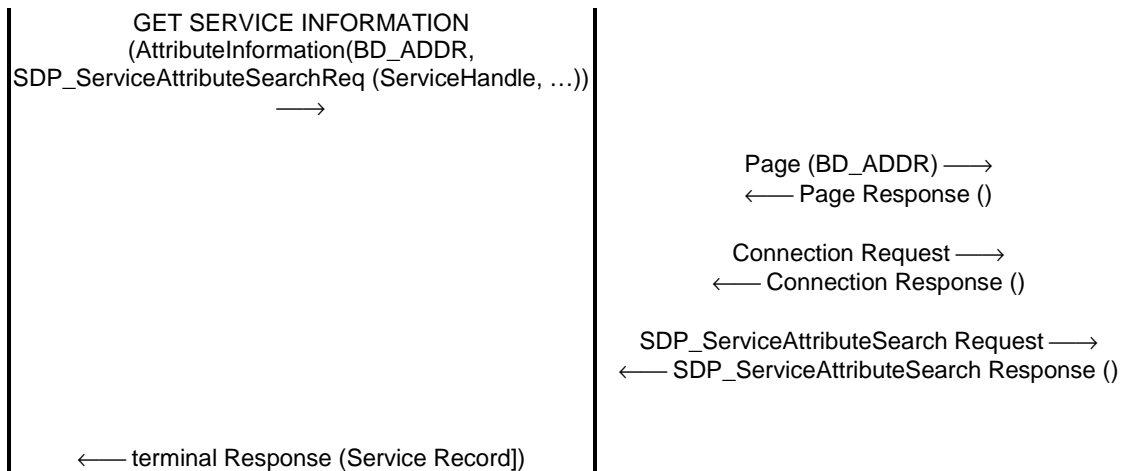 GET SERVICE INFORMATION
(AttributeInformation(BD_ADDR,
SDP_ServiceAttributeSearchReq (ServiceHandle, …))
⟶
Page (BD_ADDR) ⟶
⟵ Page Response ()
Connection Request ⟶
⟵ Connection Response ()
SDP_ServiceAttributeSearch Request ⟶
⟵ SDP_ServiceAttributeSearch Response ()
⟵ terminal Response (Service Record])